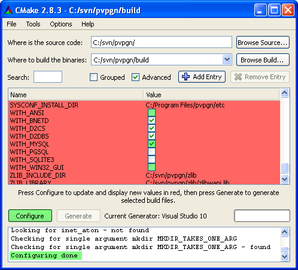 CMake 2.8.3 - C:/svn/pvpgn/build
File Tools Options Help
Where is the source code: C:/svn/pvpgn/ Browse Source...
Where to build the binaries: C:/svn/pvpgn/build Browse Build...
Search: Grouped Advanced Add Entry Remove Entry
Name Value
SYSCONF_INSTALL_DIR C:/Program Files/pvpgn/etc
WITH_ANSI
WITH_BNETD
WITH_D2CS
WITH_D2DBS
WITH_MYSQL
WITH_PGSQL
WITH_SQLITE3
WITH_WIN32_GUI
ZLIB_INCLUDE_DIR C:/svn/pvpgn/zlib
ZLIB_LIBRARY
Press Configure to update and display new values in red, then press Generate to generate
selected build files.
Configure Generate Current Generator: Visual Studio 10
Looking for inet_aton - not found
Checking for single argument mkdir MKDIR_TAKES_ONE_ARG
Checking for single argument mkdir MKDIR_TAKES_ONE_ARG - found
Configuring done